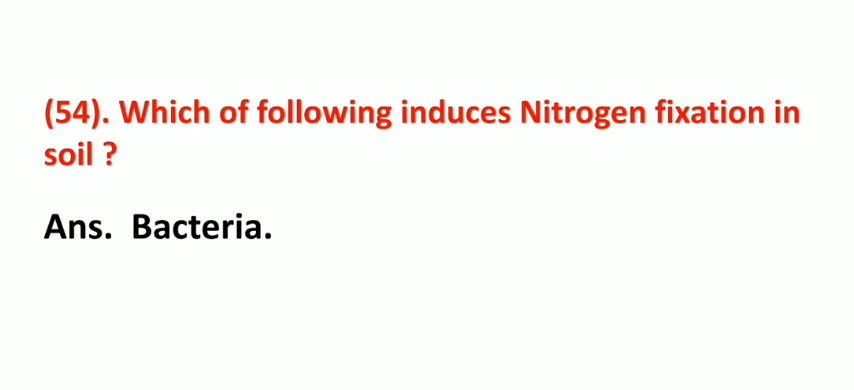 (54). Which of following induces Nitrogen fixation in
soil ?
Ans. Bacteria.